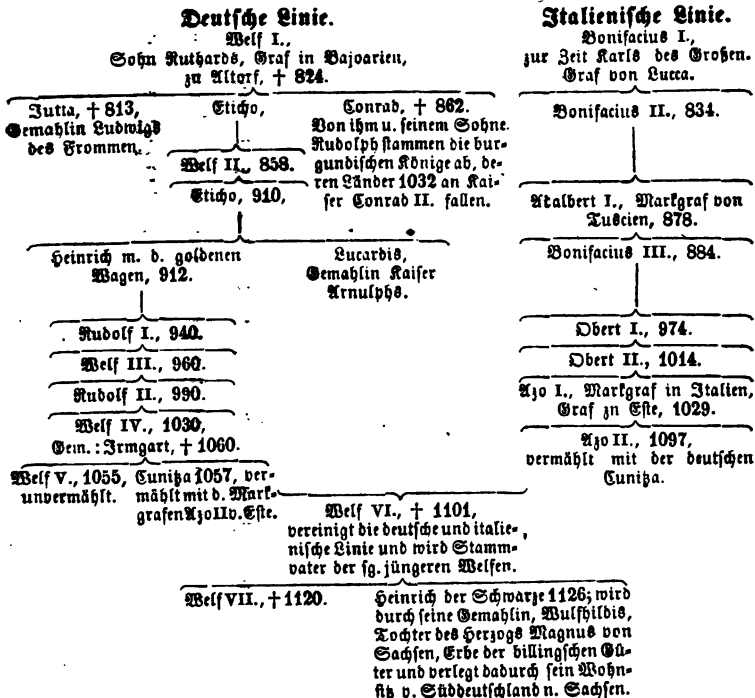 Deutsche Linie.
Welf I.,
Sohn Ruthards, Graf in Bajoarien,
zu Altorf, † 824.
Jutta, † 813,
Gemahlin Ludwigs
des Frommen.
Eticho,
Welf II., 858.
Eticho, 910,
Conrad, † 862.
Von ihm u. seinem Sohne
Rudolph stammen die bur-
gundischen Könige ab, de-
ren Länder 1032 an Kai-
ser Conrad II. fallen.
Heinrich m. d. goldenen
Wagen, 912.
Lucardis,
Gemahlin Kaiser
Arnulphs.
Rudolf I., 940.
Welf III., 960.
Rudolf II., 990.
Welf IV., 1030,
Gem.: Irmgart, † 1060.
Welf V., 1055,
unvermählt.
Cunitza 1057, ver-
mählt mit d. Mark-
grafen Azo II v. Este.
Italienische Linie.
Bonifacius I.,
zur Zeit Karls des Großen.
Graf von Lucca.
Bonifacius II., 834.
Adalbert I., Markgraf von
Tuscien, 878.
Bonifacius III., 884.
Obert I., 974.
Obert II., 1014.
Azo I., Markgraf in Italien,
Graf zu Este, 1029.
Azo II., 1097,
vermählt mit der deutschen
Cunitza.
Welf VI., † 1101,
vereinigt die deutsche und italie-
nische Linie und wird Stamm-
vater der sg. jüngeren Welfen.
Welf VII., † 1120.
Heinrich der Schwarze 1126; wird
durch seine Gemahlin, Wulfhildis,
Tochter des Herzogs Magnus von
Sachsen, Erbe der billingschen Gü-
ter und verlegt dadurch sein Wohn-
sitz v. Süddeutschland n. Sachsen.